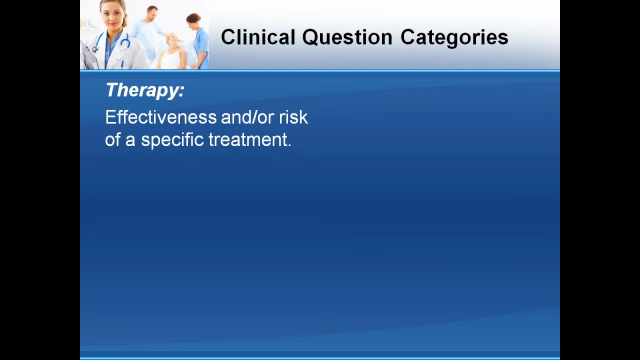 Clinical Question Categories
Therapy:
Effectiveness and/or risk
of a specific treatment.